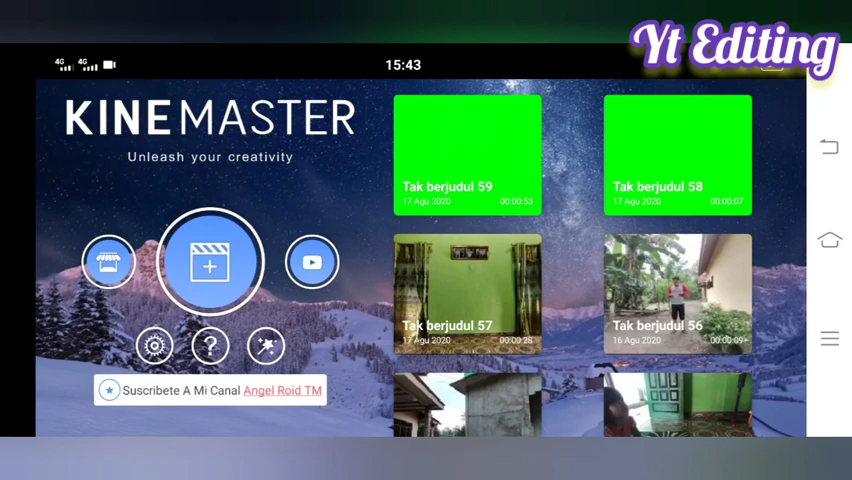 Yt Editing
4G 4G 15:43
KINEMASTER
Unleash your creativity
Suscribete A Mi Canal Angel Roid TM
Tak berjudul 59
17 Agu 2020 00:00:53
Tak berjudul 58
17 Agu 2020 00:00:07
Tak berjudul 57
17 Agu 2020 00:00:28
Tak berjudul 56
16 Agu 2020 00:00:09